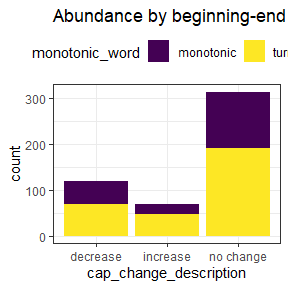 Abundance by beginning-end
monotonic_word monotonic
300
200
100
0
count
decrease increase no change
cap_change_description